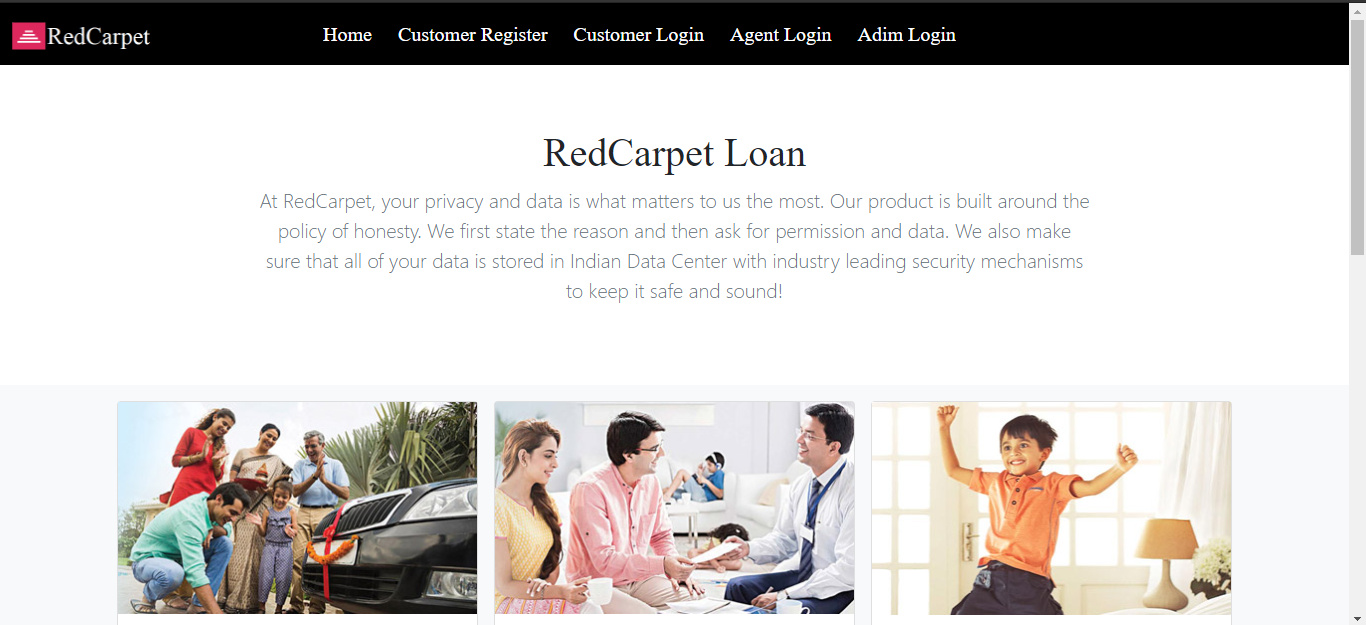 RedCarpet
Home Customer Register Customer Login Agent Login Adim Login
RedCarpet Loan
At RedCarpet, your privacy and data is what matters to us the most. Our product is built around the
policy of honesty. We first state the reason and then ask for permission and data. We also make
sure that all of your data is stored in Indian Data Center with industry leading security mechanisms
to keep it safe and sound!